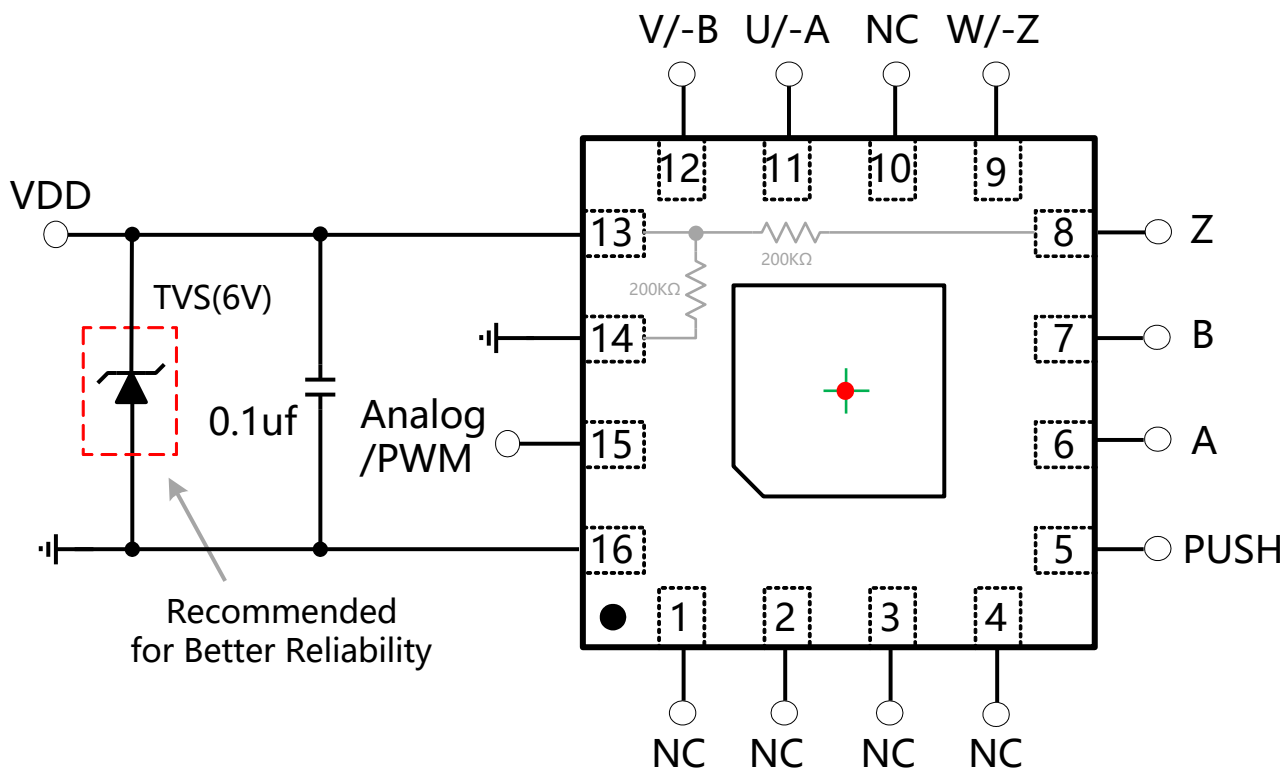 V/-B U/-A NC W/-Z
12 11 10 9
VDD
13
200KΩ
200KΩ
8 Z
TVS(6V)
14
7 B
0.1uf
Analog
/PWM
15
6 A
16
5 PUSH
Recommended
for Better Reliability
1 2 3 4
NC NC NC NC